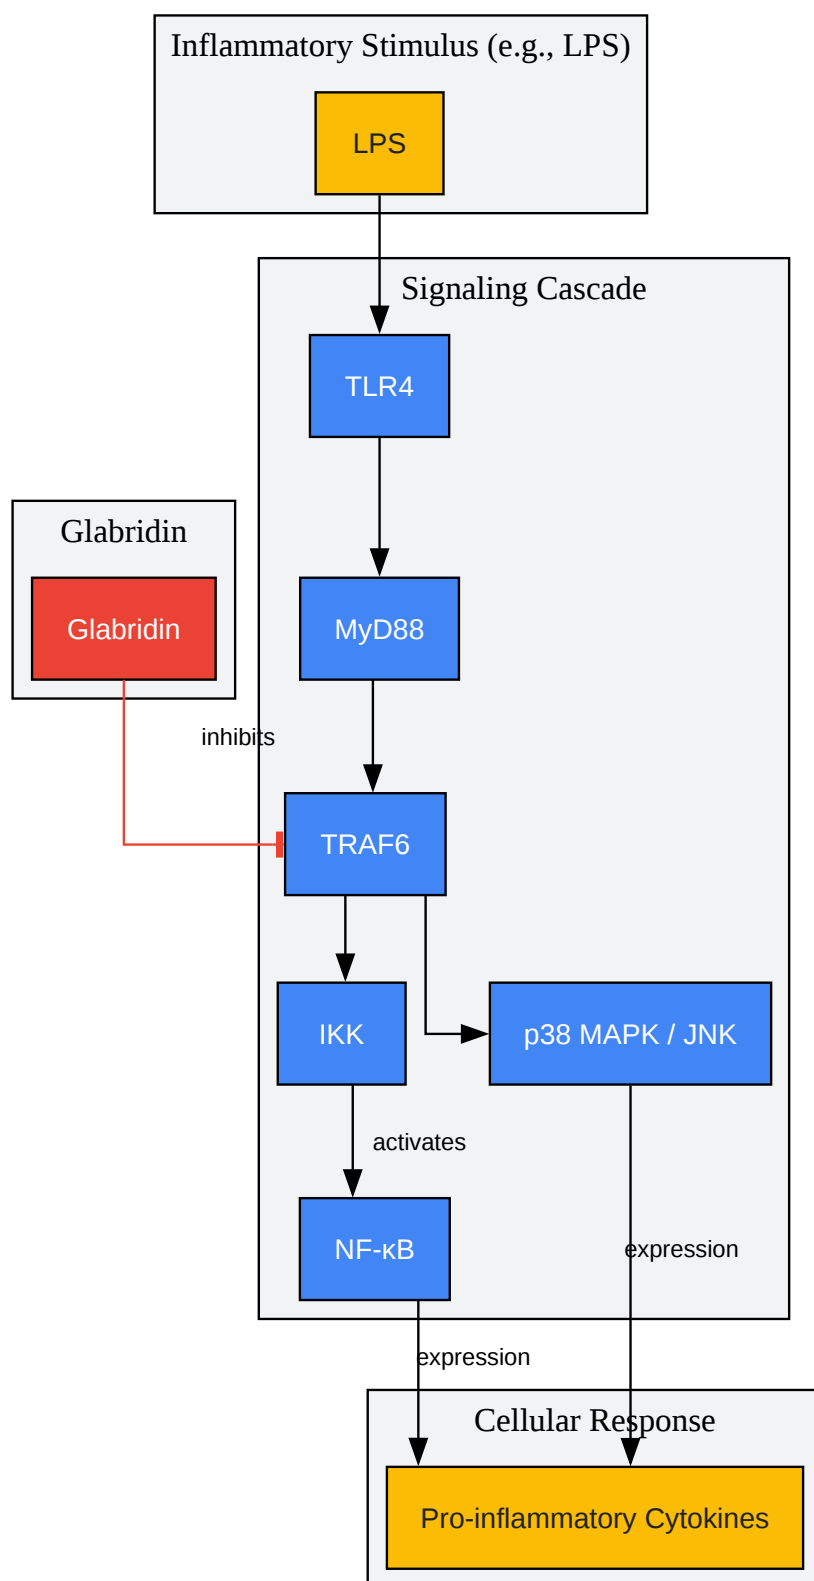 Inflammatory Stimulus (e.g., LPS)
LPS
Signaling Cascade
TLR4
Glabridin
Glabridin
MyD88
inhibits
TRAF6
IKK
p38 MAPK / JNK
activates
NF-κB
expression
expression
Cellular Response
Pro-inflammatory Cytokines